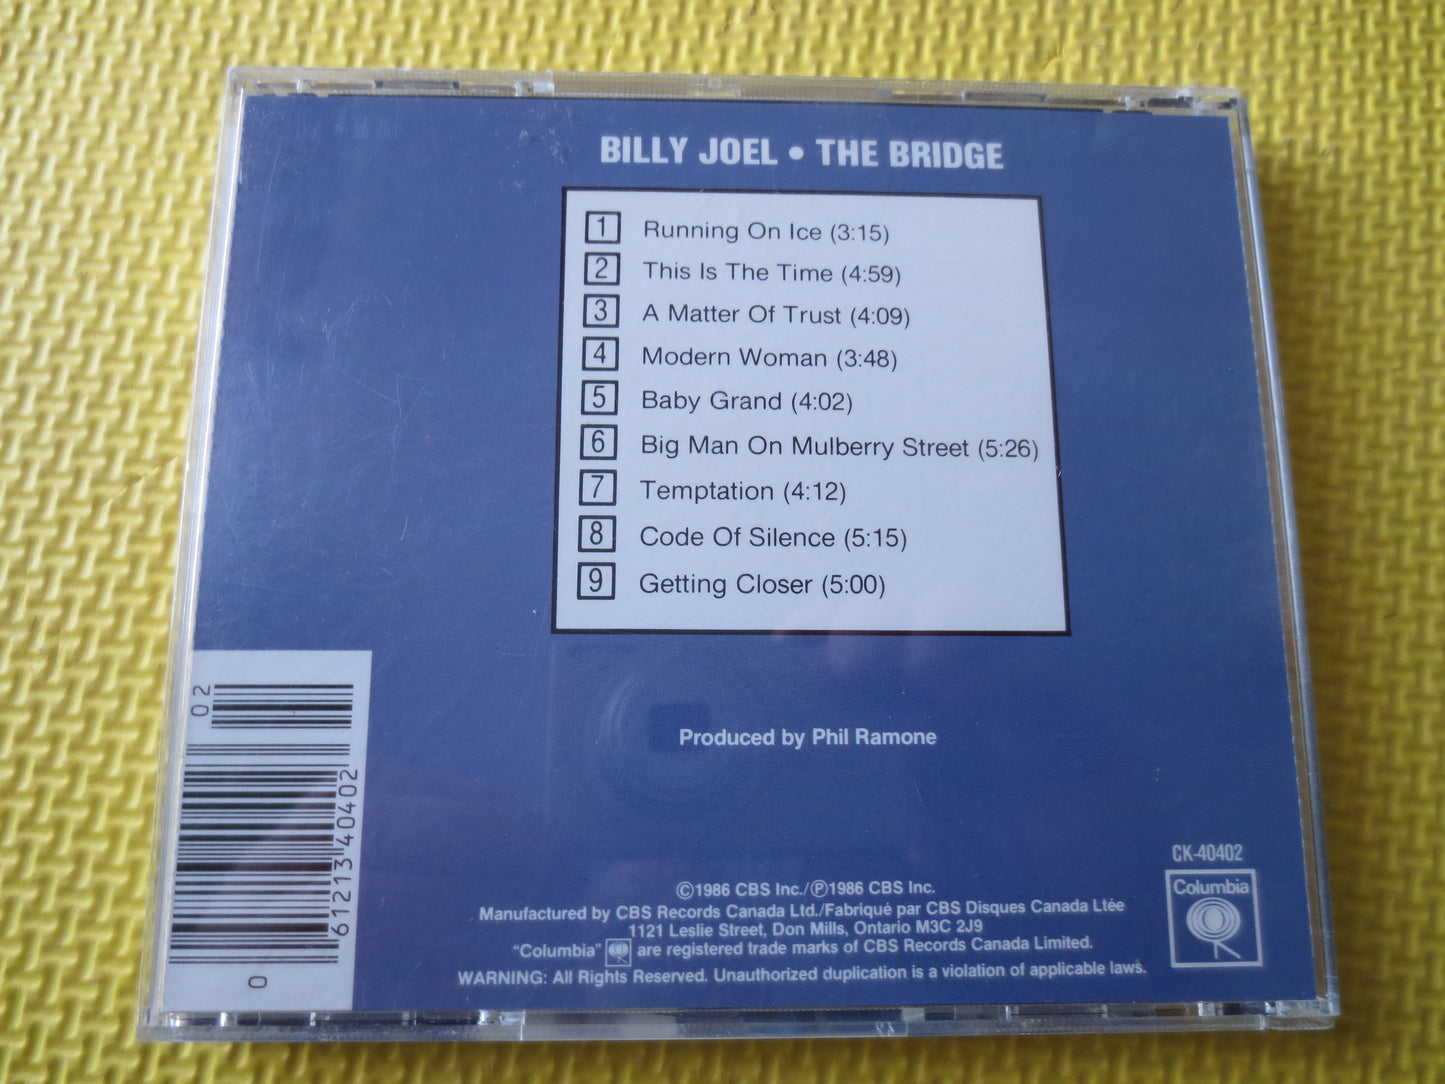 BILLY JOEL • THE BRIDGE
1 Running On Ice (3:15)
2 This Is The Time (4:59)
3 A Matter Of Trust (4:09)
4 Modern Woman (3:48)
5 Baby Grand (4:02)
6 Big Man On Mulberry Street (5:26)
7 Temptation (4:12)
8 Code Of Silence (5:15)
9 Getting Closer (5:00)
02
61213 40402
0
Produced by Phil Ramone
CK-40402
Columbia
©1986 CBS Inc./℗1986 CBS Inc.
Manufactured by CBS Records Canada Ltd./Fabriqué par CBS Disques Canada Ltée
1121 Leslie Street, Don Mills, Ontario M3C 2J9
“Columbia” are registered trade marks of CBS Records Canada Limited.
WARNING: All Rights Reserved. Unauthorized duplication is a violation of applicable laws.